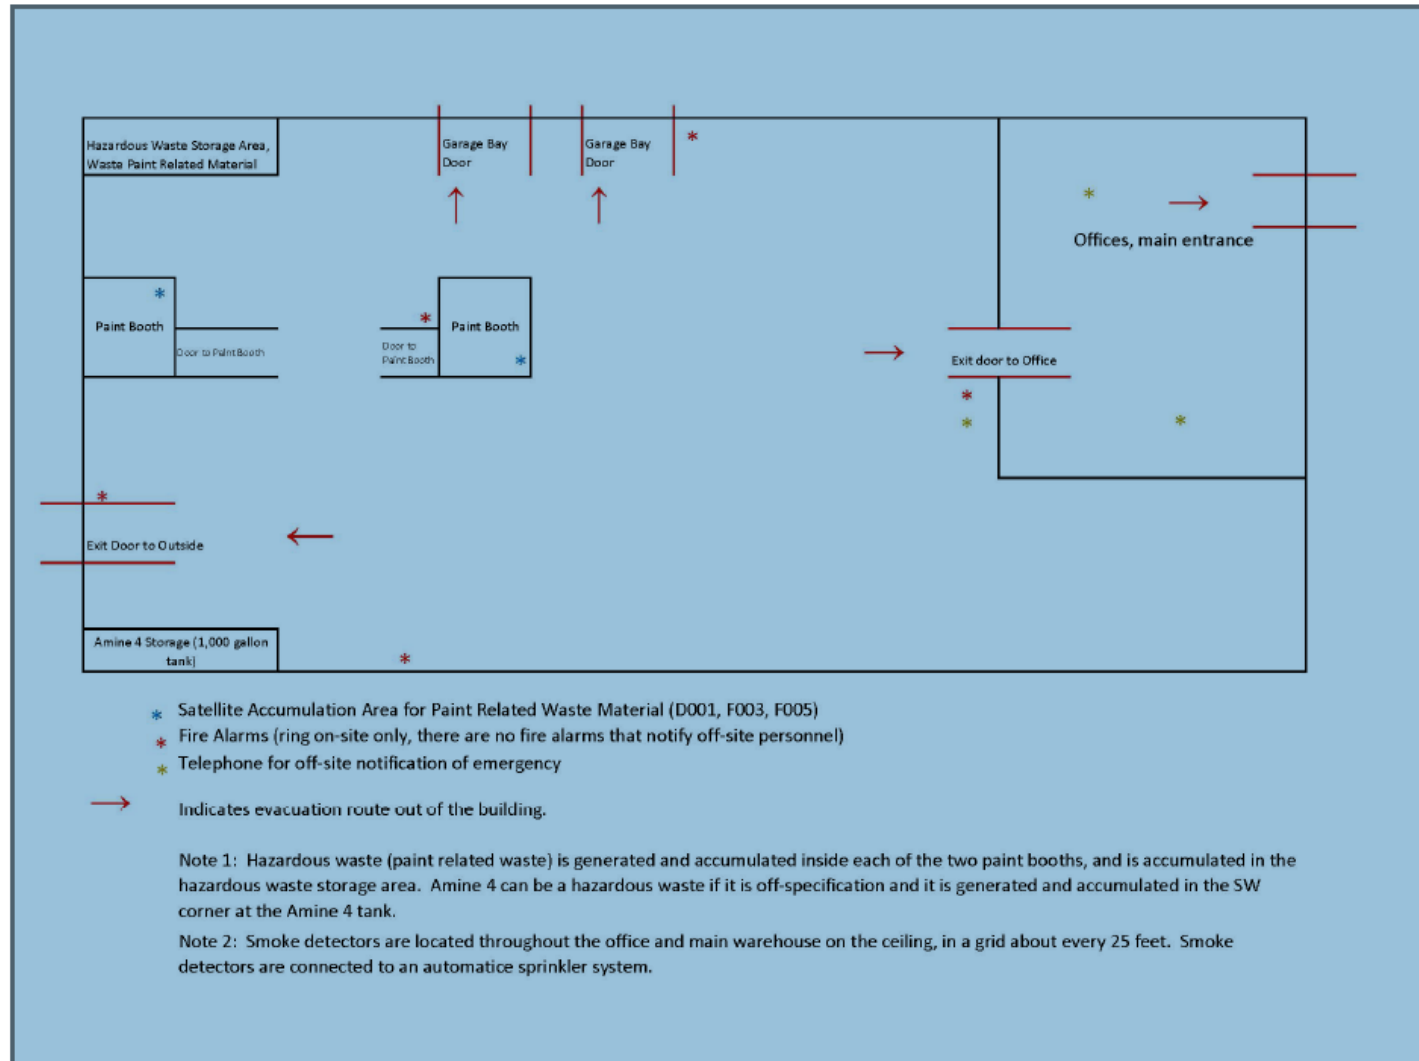 Hazardous Waste Storage Area,
Waste Paint Related Material
Garage Bay
Door
Garage Bay
Door
Offices, main entrance
Paint Booth
Door to Paint Booth
Door to
Paint Booth
Paint Booth
Exit door to Office
Exit Door to Outside
Amine 4 Storage (1,000 gallon
tank)
* Satellite Accumulation Area for Paint Related Waste Material (D001, F003, F005)
* Fire Alarms (ring on-site only, there are no fire alarms that notify off-site personnel)
* Telephone for off-site notification of emergency
Indicates evacuation route out of the building.
Note 1: Hazardous waste (paint related waste) is generated and accumulated inside each of the two paint booths, and is accumulated in the
hazardous waste storage area. Amine 4 can be a hazardous waste if it is off-specification and it is generated and accumulated in the SW
corner at the Amine 4 tank.
Note 2: Smoke detectors are located throughout the office and main warehouse on the ceiling, in a grid about every 25 feet. Smoke
detectors are connected to an automatice sprinkler system.